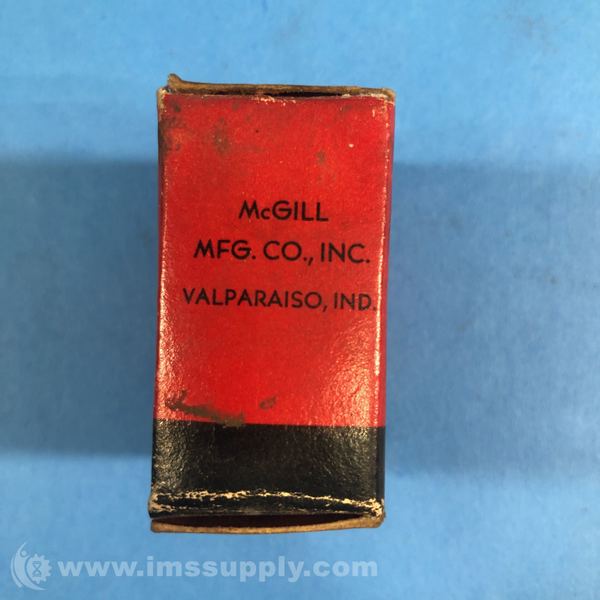 McGILL
MFG. CO., INC.
VALPARAISO, IND.
www.imssupply.com